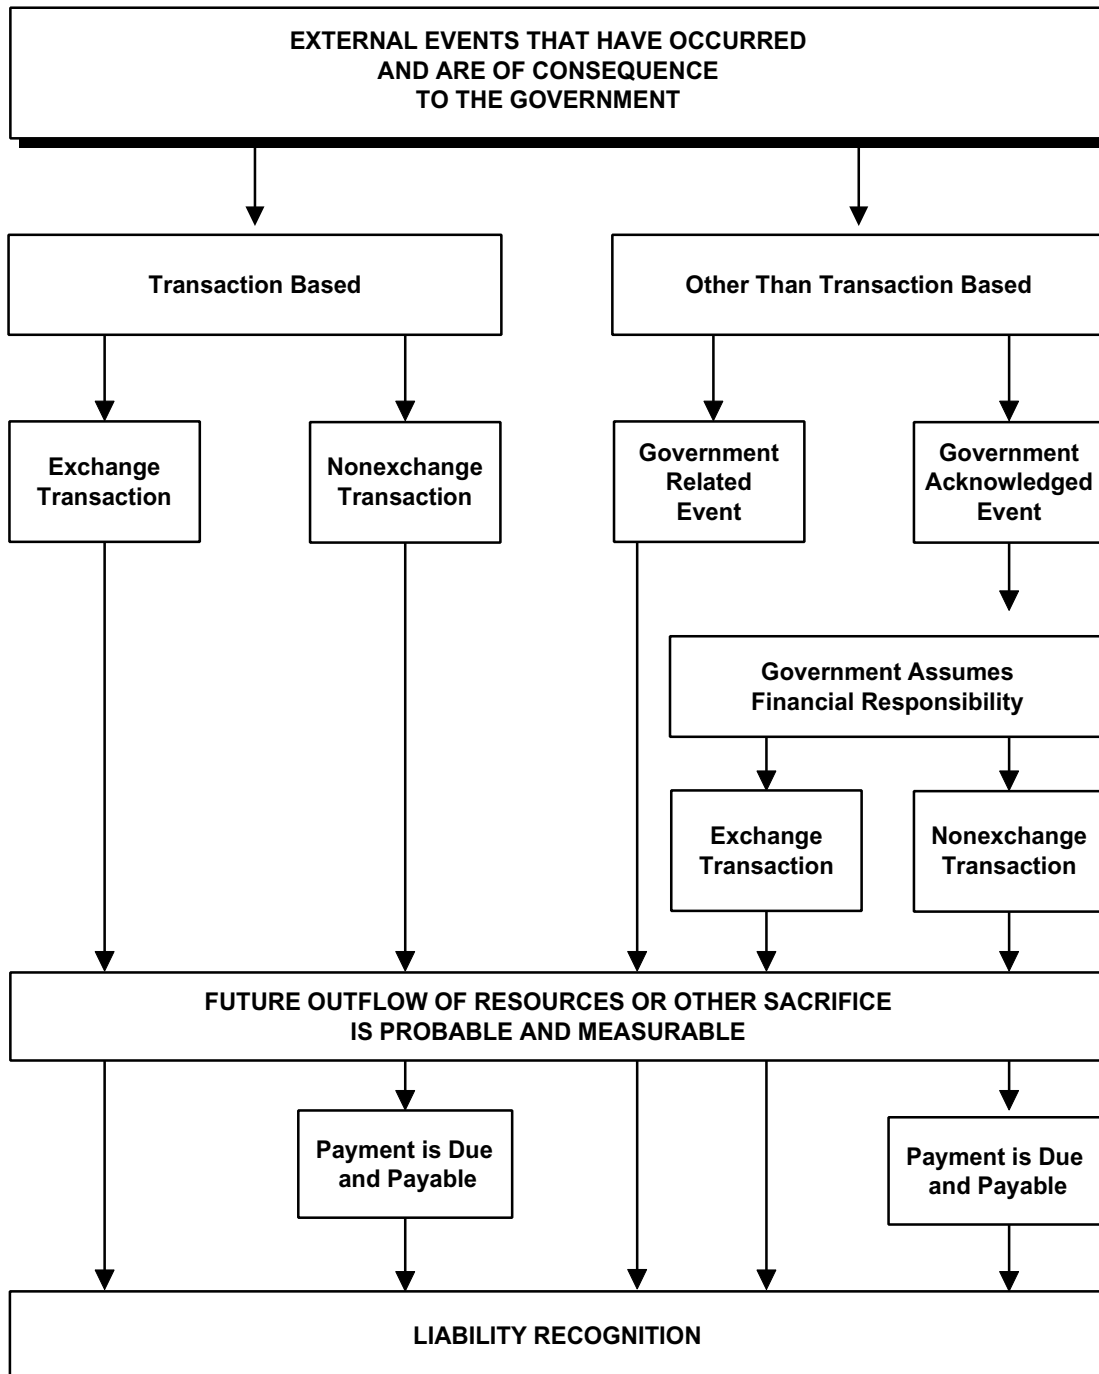 EXTERNAL EVENTS THAT HAVE OCCURRED
AND ARE OF CONSEQUENCE
TO THE GOVERNMENT
Transaction Based
Other Than Transaction Based
Exchange
Transaction
Nonexchange
Transaction
Government
Related
Event
Government
Acknowledged
Event
Government Assumes
Financial Responsibility
Exchange
Transaction
Nonexchange
Transaction
FUTURE OUTFLOW OF RESOURCES OR OTHER SACRIFICE
IS PROBABLE AND MEASURABLE
Payment is Due
and Payable
Payment is Due
and Payable
LIABILITY RECOGNITION